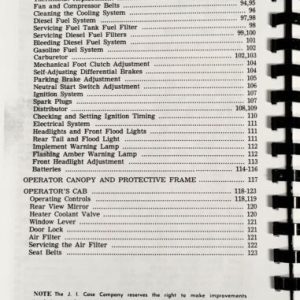 Fan and Compressor Belts 94,95
Cleaning the Cooling System 96
Diesel Fuel System 97, 98
Servicing Fuel Tank Fuel Filter 98
Servicing Diesel Fuel Filters 99,100
Bleeding Diesel Fuel System 101
Gasoline Fuel System 102
Carburetor 102,103
Mechanical Foot Clutch Adjustment 104
Self-Adjusting Differential Brakes 104
Parking Brake Adjustment 105
Neutral Start Switch Adjustment 106
Ignition System 107
Spark Plugs 107
Distributor 108,109
Checking and Setting Ignition Timing 110
Electrical System 111
Headlights and Front Flood Lights 111
Rear Tail and Flood Light 111
Implement Warning Lamp 112
Flashing Amber Warning Lamp 112
Front Headlight Adjustment 113
Batteries 114-116
OPERATOR CANOPY AND PROTECTIVE FRAME 117
OPERATOR'S CAB 118-123
Operating Controls 118,119
Rear View Mirror 120
Heater Coolant Valve 120
Window Lever 121
Door Lock 121
Air Filter 121
Servicing the Air Filter 122
Seat Belts 123
NOTE The J. I. Case Company reserves the right to make improvements